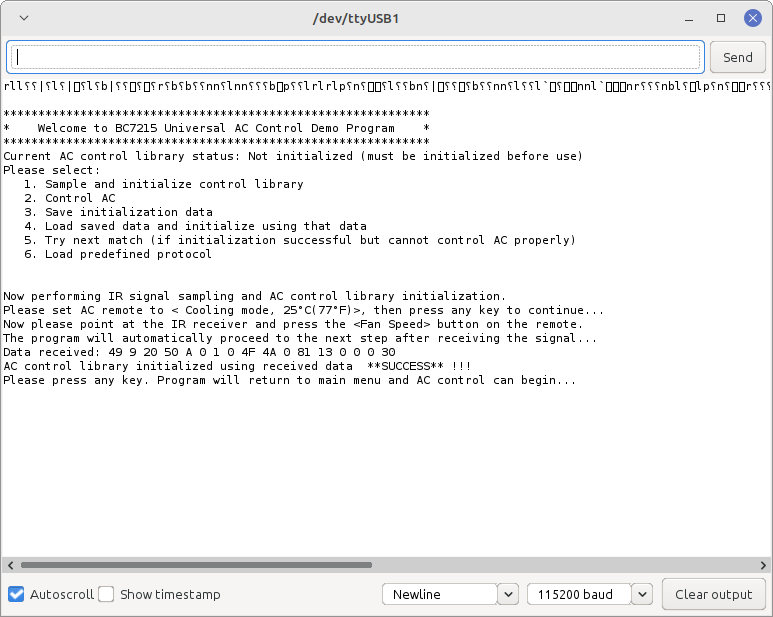 /dev/ttyUSB1
Send
************************************************************
*    Welcome to BC7215 Universal AC Control Demo Program    *
************************************************************
Current AC control library status: Not initialized (must be initialized before use)
Please select:
1. Sample and initialize control library
2. Control AC
3. Save initialization data
4. Load saved data and initialize using that data
5. Try next match (if initialization successful but cannot control AC properly)
6. Load predefined protocol
Now performing IR signal sampling and AC control library initialization.
Please set AC remote to < Cooling mode, 25°C(77°F)>, then press any key to continue...
Now please point at the IR receiver and press the <Fan Speed> button on the remote.
The program will automatically proceed to the next step after receiving the signal...
Data received: 49 9 20 50 A 0 1 0 4F 4A 0 81 13 0 0 0 30
AC control library initialized using received data  **SUCCESS** !!!
Please press any key. Program will return to main menu and AC control can begin...
Autoscroll Show timestamp Newline 115200 baud Clear output